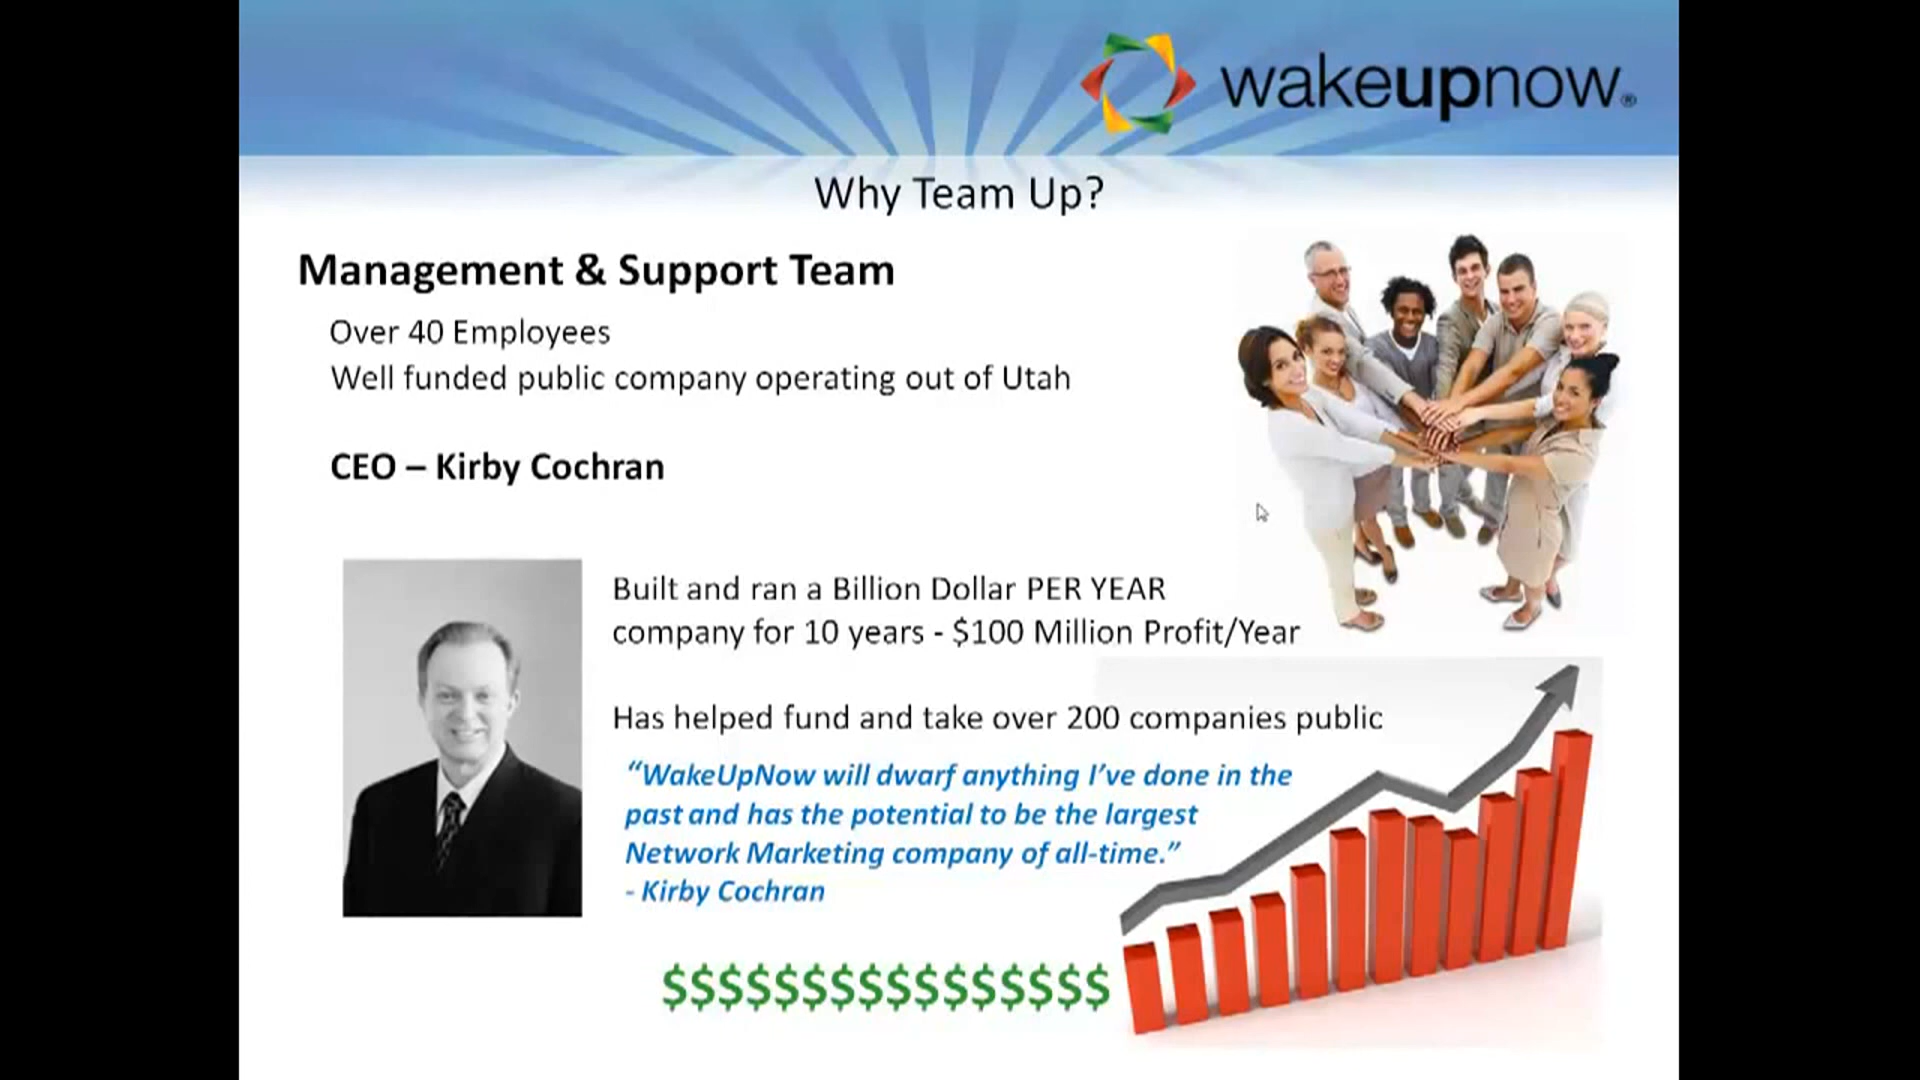 wakeupnow®
Why Team Up?
Management & Support Team
Over 40 Employees
Well funded public company operating out of Utah
CEO – Kirby Cochran
Built and ran a Billion Dollar PER YEAR
company for 10 years - $100 Million Profit/Year
Has helped fund and take over 200 companies public
“WakeUpNow will dwarf anything I’ve done in the
past and has the potential to be the largest
Network Marketing company of all-time.”
- Kirby Cochran
$$$$$$$$$$$$$$$$